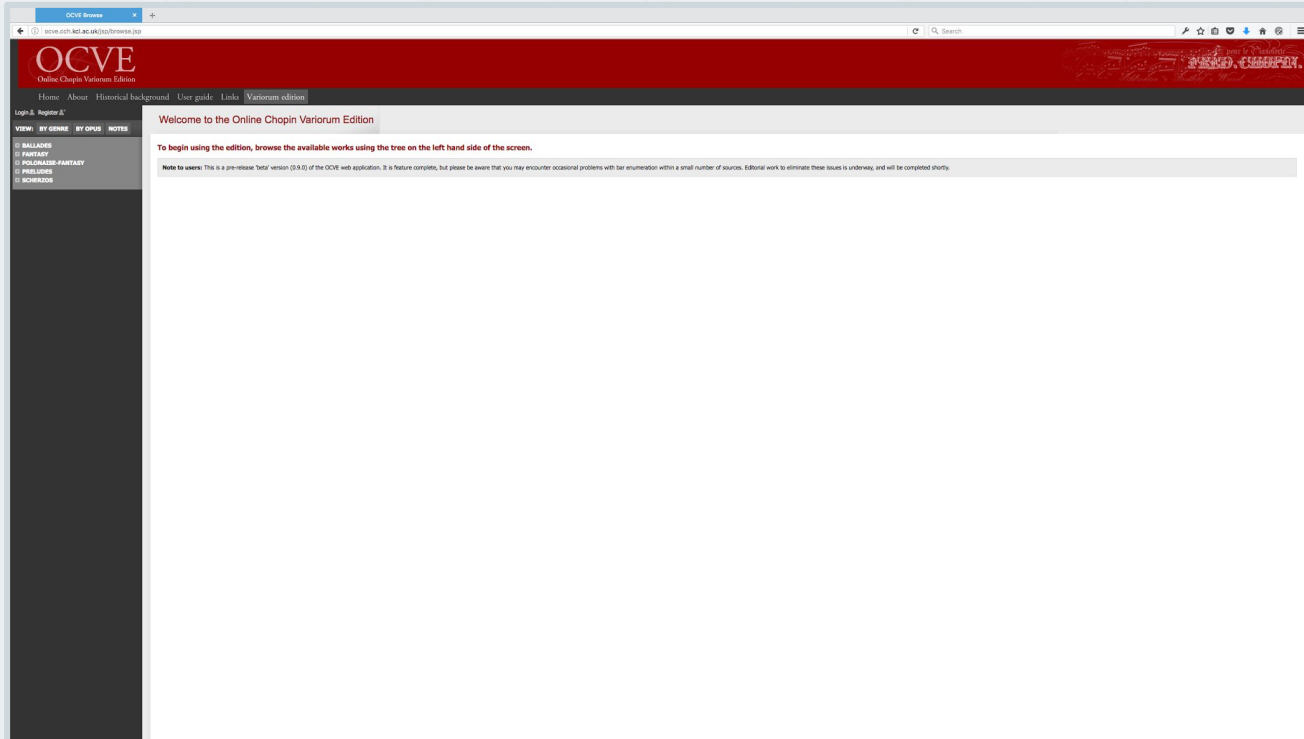 OCVE Browse
ocve.cch.kcl.ac.uk/jsp/browse.jsp
Search
OCVE
Online Chopin Variorum Edition
Home About Historical background User guide Links Variorum edition
Login Register
VIEW: BY GENRE BY OPUS NOTES
BALLADES
FANTASY
POLONAISE-FANTASY
PRELUDES
SCHERZOS
Welcome to the Online Chopin Variorum Edition
To begin using the edition, browse the available works using the tree on the left hand side of the screen.
Note to users: This is a pre-release 'beta' version (0.9.0) of the OCVE web application. It is feature complete, but please be aware that you may encounter occasional problems with bar enumeration within a small number of sources. Editorial work to eliminate these issues is underway, and will be completed shortly.